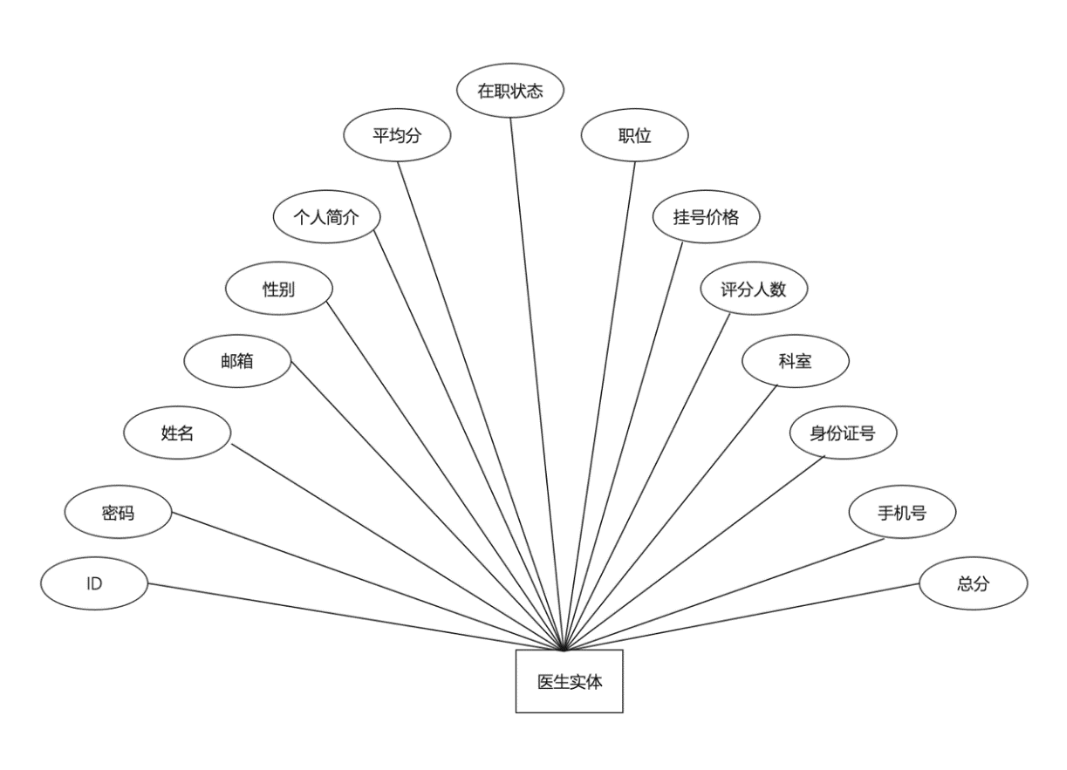 在职状态
平均分
职位
个人简介
挂号价格
性别
评分人数
邮箱
科室
姓名
身份证号
密码
手机号
ID
总分
医生实体